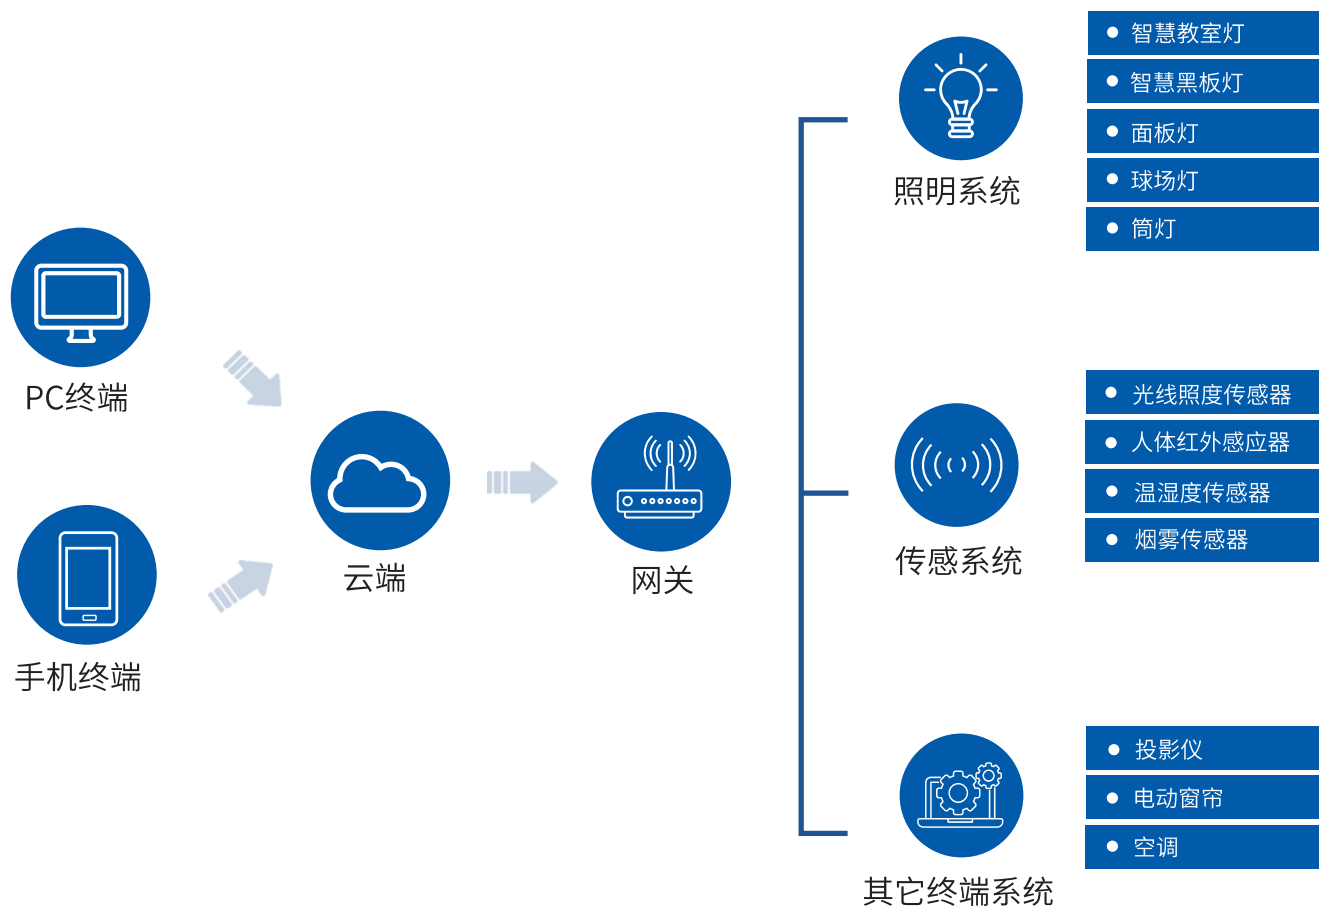 PC终端
手机终端
云端
网关
照明系统
智慧教室灯
智慧黑板灯
面板灯
球场灯
筒灯
传感系统
光线照度传感器
人体红外感应器
温湿度传感器
烟雾传感器
其它终端系统
投影仪
电动窗帘
空调